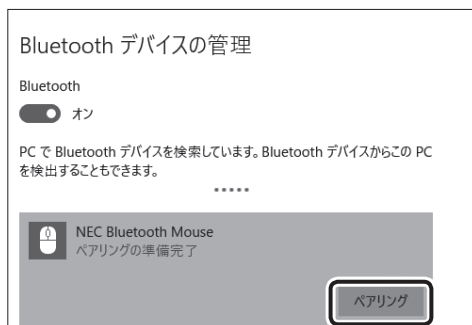 Bluetooth デバイスの管理
Bluetooth
オン
PC で Bluetooth デバイスを検索しています。Bluetooth デバイスからこの PC
を検出することもできます。
NEC Bluetooth Mouse
ペアリングの準備完了
ペアリング